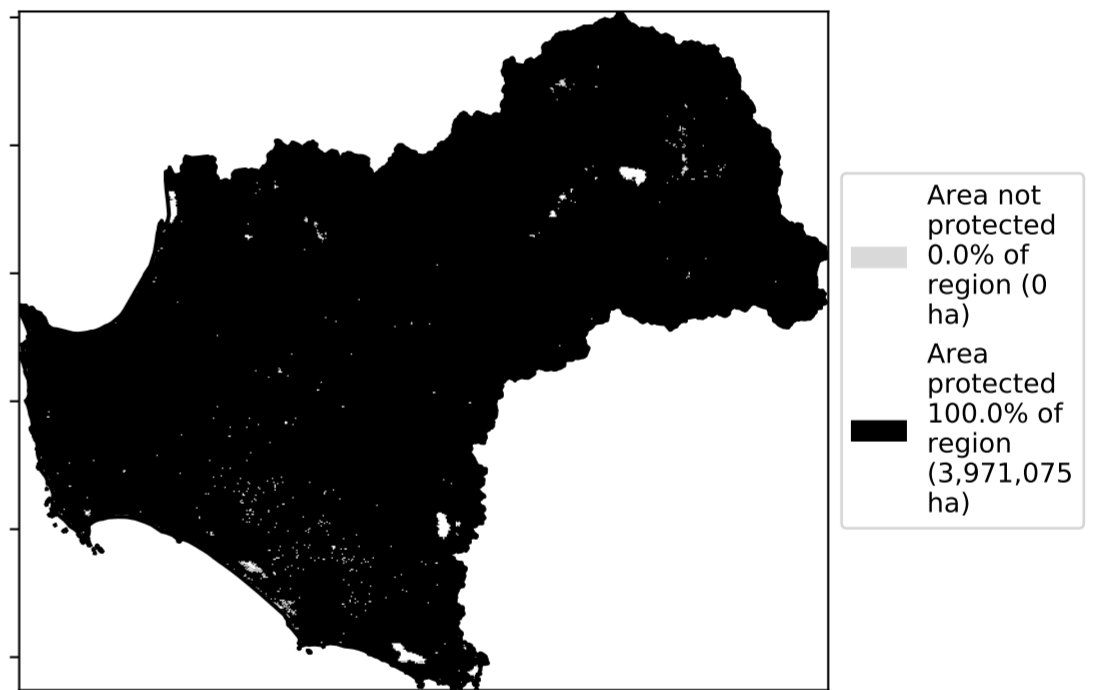 Area not
protected
0.0% of
region (0
ha)
Area
protected
100.0% of
region
(3,971,075
ha)